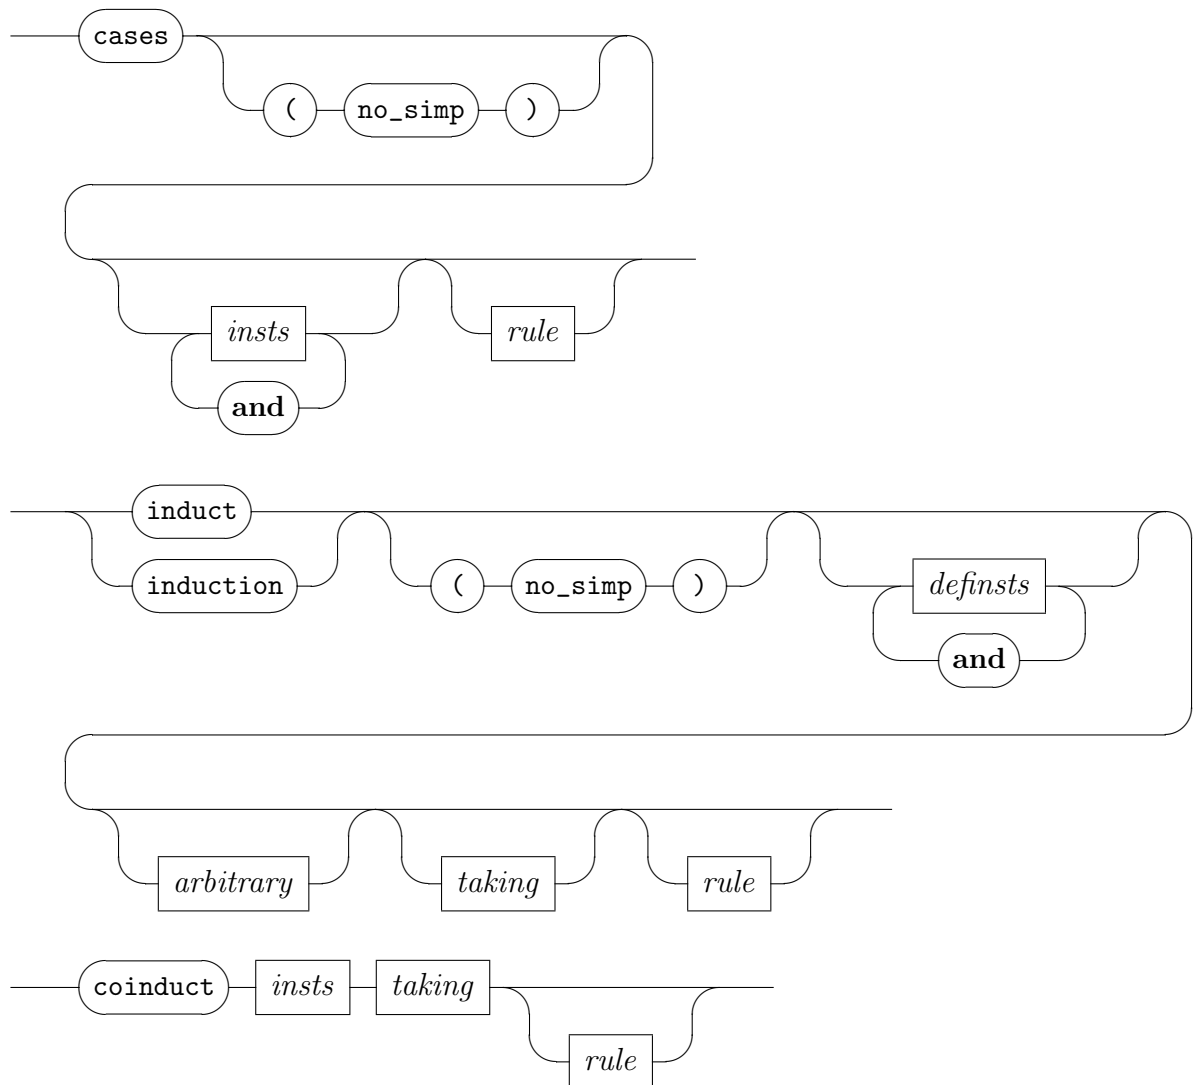 cases
( no_simp )
insts rule
and
induct
induction ( no_simp ) definsts
and
arbitrary taking rule
coinduct insts taking
rule